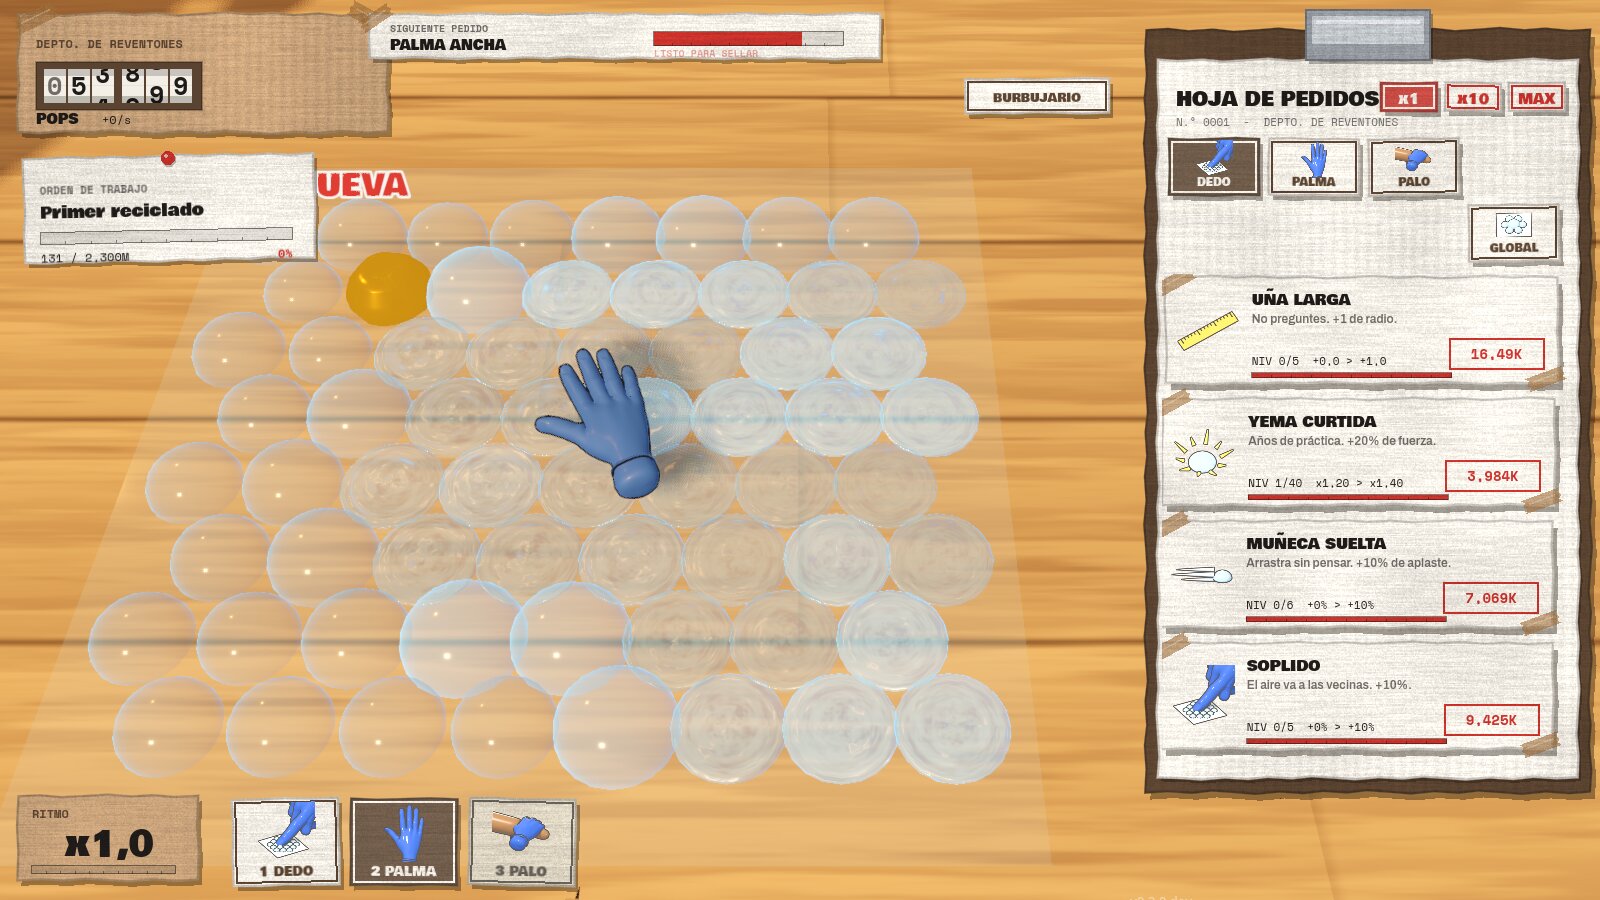 DEPTO. DE REVENTONES
POPS +0/s
SIGUIENTE PEDIDO
PALMA ANCHA
LISTO PARA SELLAR
BURBUJARIO
ORDEN DE TRABAJO
Primer reciclado
0%
131 / 2,300M
UEVA
HOJA DE PEDIDOS
x1
x10
MAX
N.° 0001 - DEPTO. DE REVENTONES
DEDO
PALMA
PALO
GLOBAL
UÑA LARGA
No preguntes. +1 de radio.
NIV 0/5 +0,0 > +1,0
16,49K
YEMA CURTIDA
Años de práctica. +20% de fuerza.
NIV 1/40 x1,20 > x1,40
3,984K
MUÑECA SUELTA
Arrastra sin pensar. +10% de aplaste.
NIV 0/6 +0% > +10%
7,069K
SOPLIDO
El aire va a las vecinas. +10%.
NIV 0/5 +0% > +10%
9,425K
RITMO
x1,0
1 DEDO
2 PALMA
3 PALO